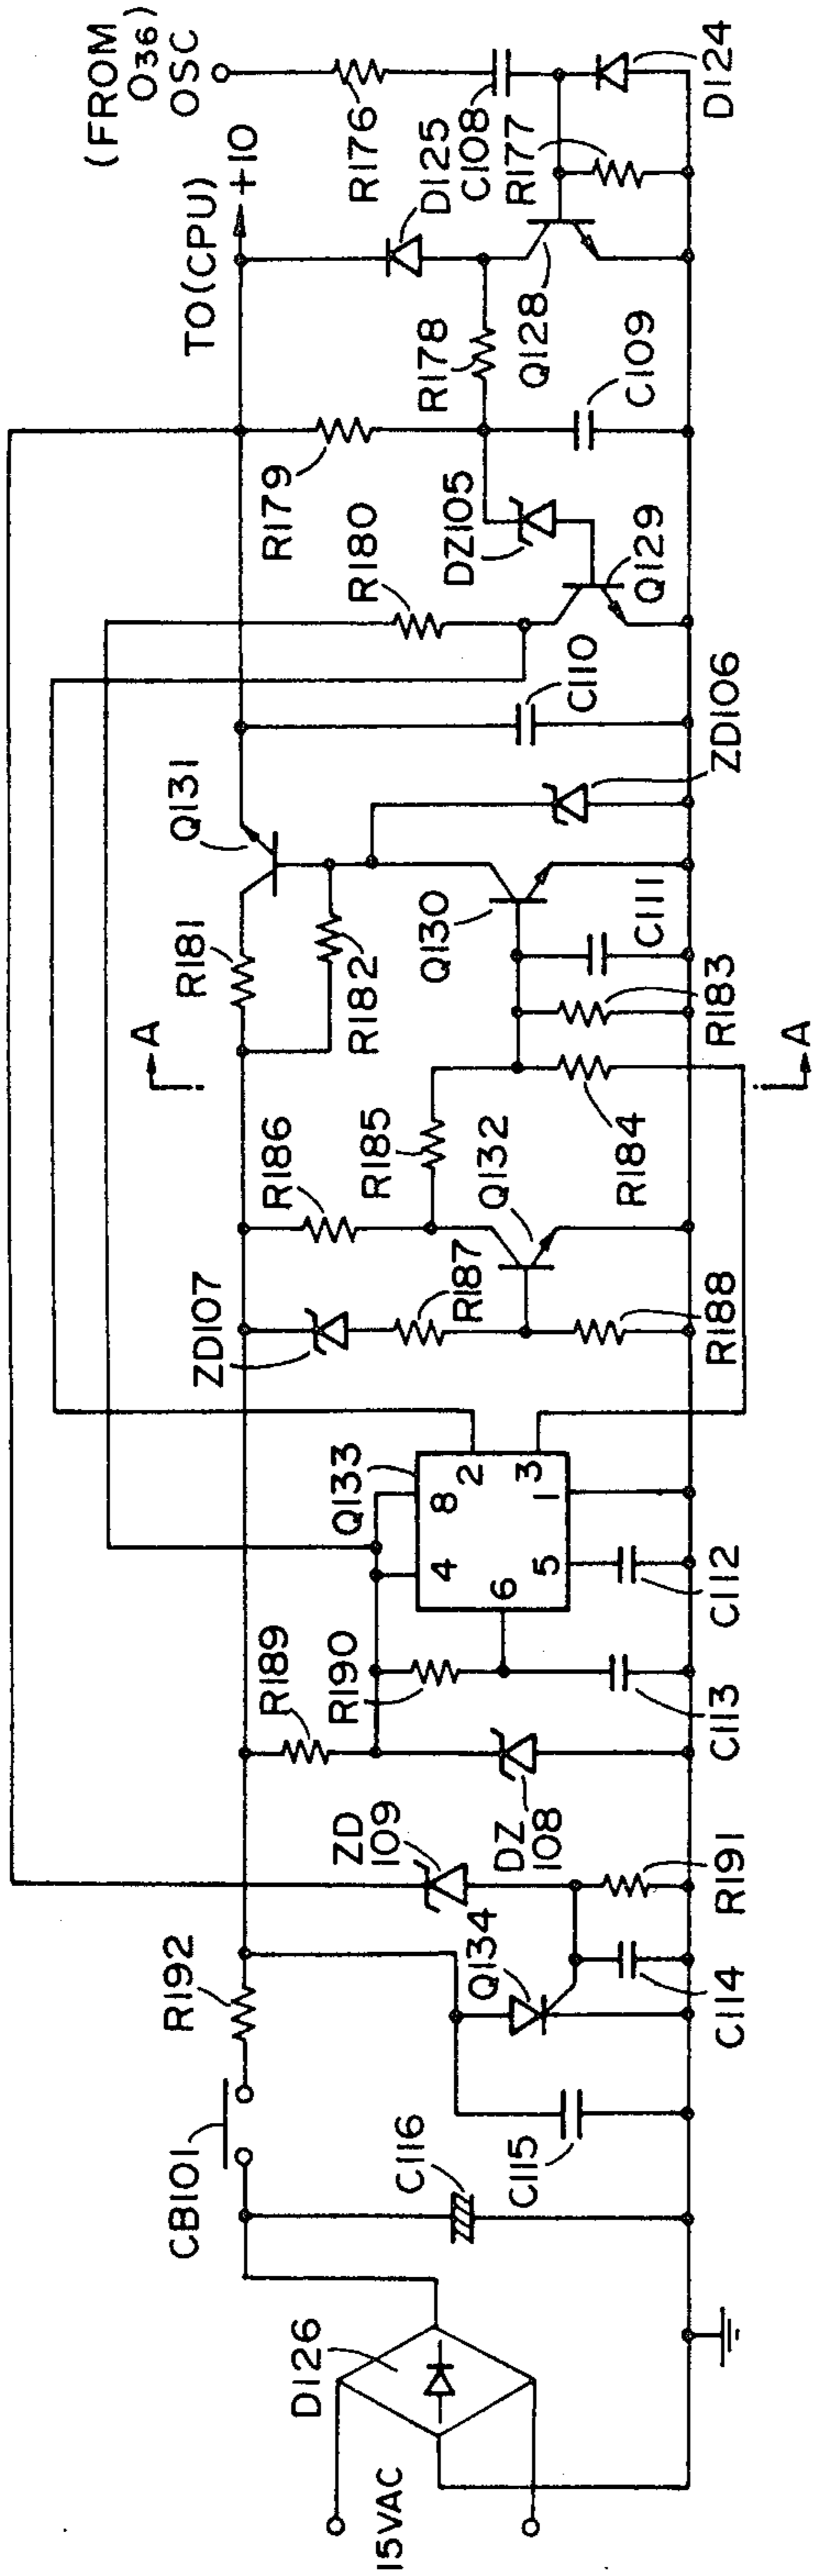 15VAC
D126
CB101
C116
C115
R192
Q134
C114
R191
ZD
109
DZ
108
R189
R190
C113
C112
Q133
4
8
6
2
5
1
3
ZD107
R187
R188
R186
R185
Q132
R184
R183
A
A
R181
R182
Q131
Q130
C111
ZD106
C110
R180
DZ105
Q129
R179
R178
C109
Q128
TO(CPU)
+10
D125
R176
C108
R177
D124
(FROM
O36)
OSC